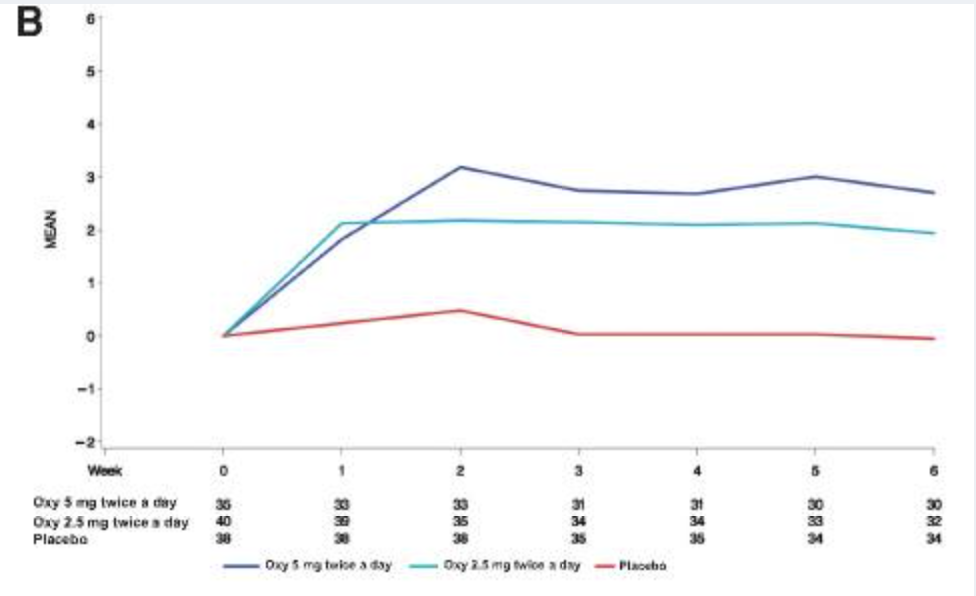 B
6
5
4
3
2
1
0
−1
−2
MEAN
Week 0 1 2 3 4 5 6
Oxy 5 mg twice a day 35 33 33 31 31 30 30
Oxy 2.5 mg twice a day 40 39 35 34 34 33 32
Placebo 38 38 38 35 35 34 34
Oxy 5 mg twice a day Oxy 2.5 mg twice a day Placebo